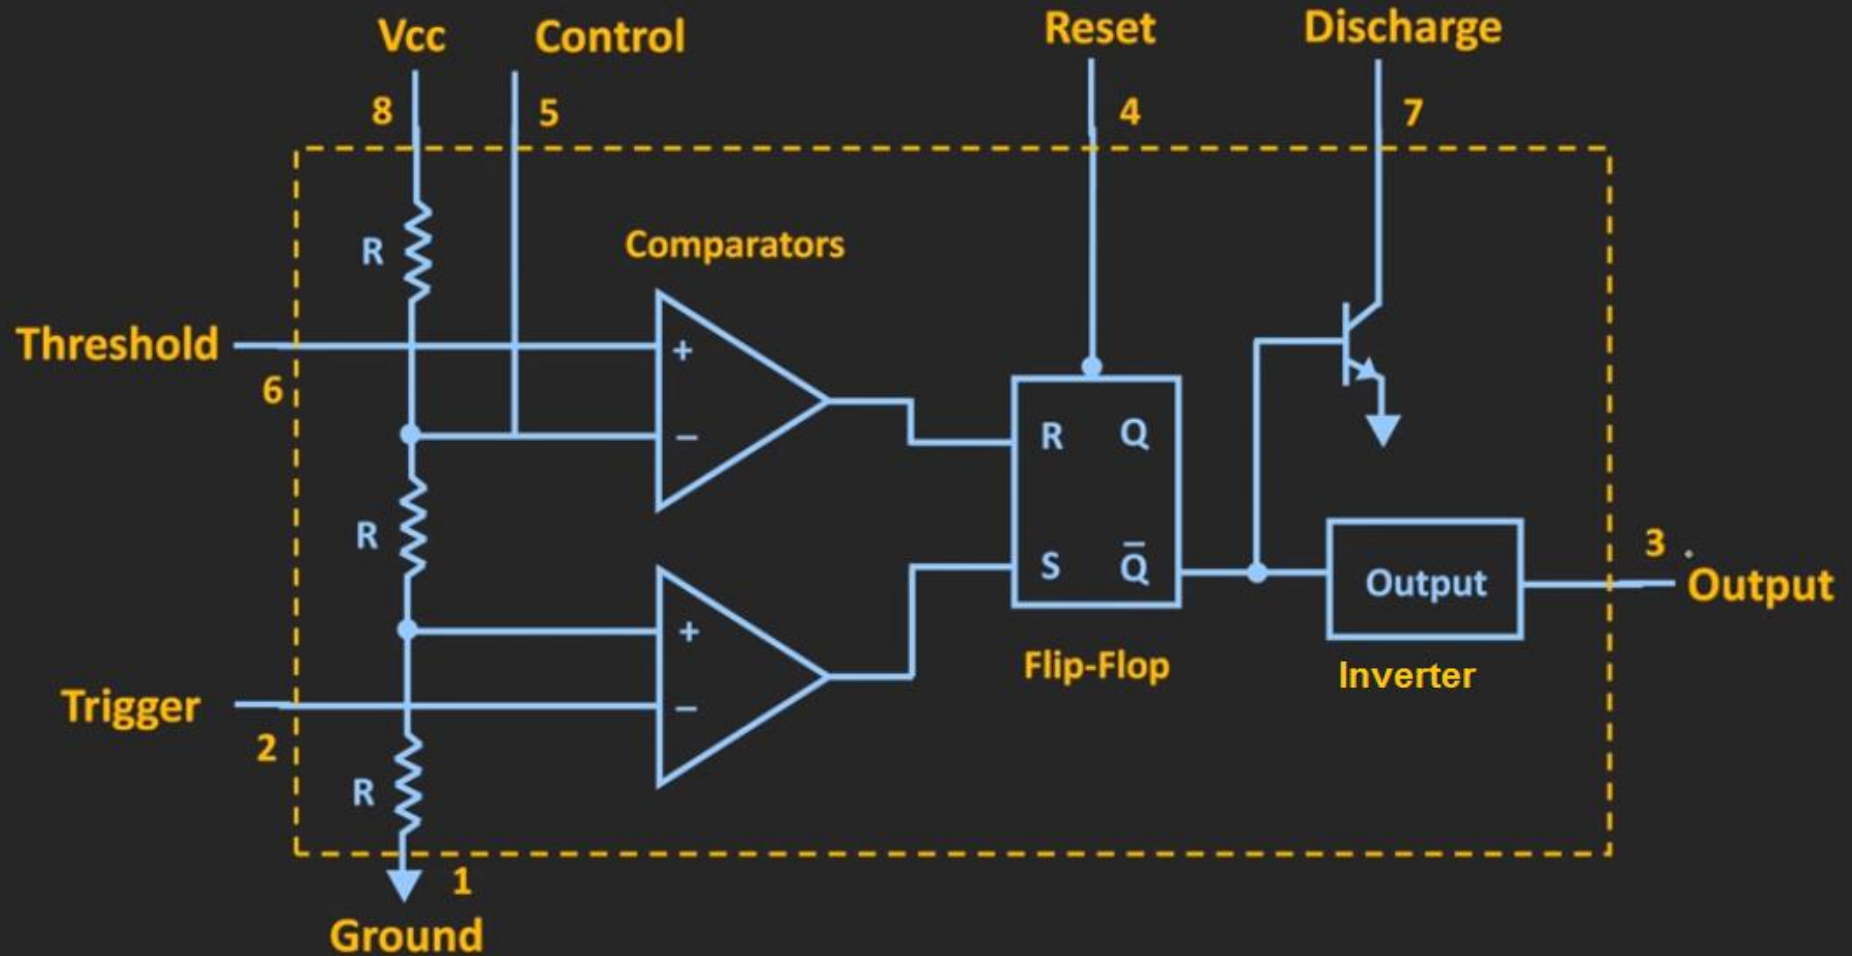 Vcc
Control
Reset
Discharge
8
5
4
7
R
Comparators
Threshold
6
+
−
R
Q
R
S
Q̅
+
−
Flip-Flop
Output
Inverter
3
Output
Trigger
2
R
1
Ground